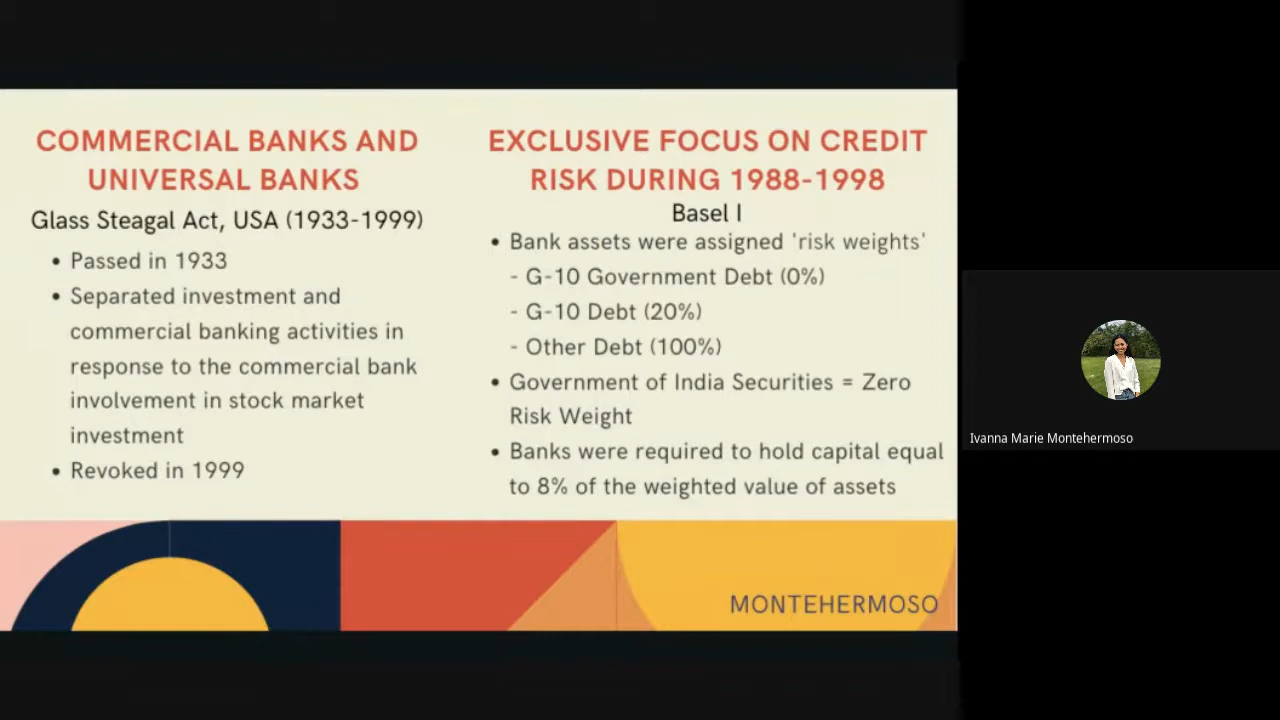 COMMERCIAL BANKS AND
UNIVERSAL BANKS
Glass Steagal Act, USA (1933-1999)
• Passed in 1933
• Separated investment and
commercial banking activities in
response to the commercial bank
involvement in stock market
investment
• Revoked in 1999
EXCLUSIVE FOCUS ON CREDIT
RISK DURING 1988-1998
Basel I
• Bank assets were assigned 'risk weights'
- G-10 Government Debt (0%)
- G-10 Debt (20%)
- Other Debt (100%)
• Government of India Securities = Zero
Risk Weight
• Banks were required to hold capital equal
to 8% of the weighted value of assets
MONTEHERMOSO
Ivanna Marie Montehermoso